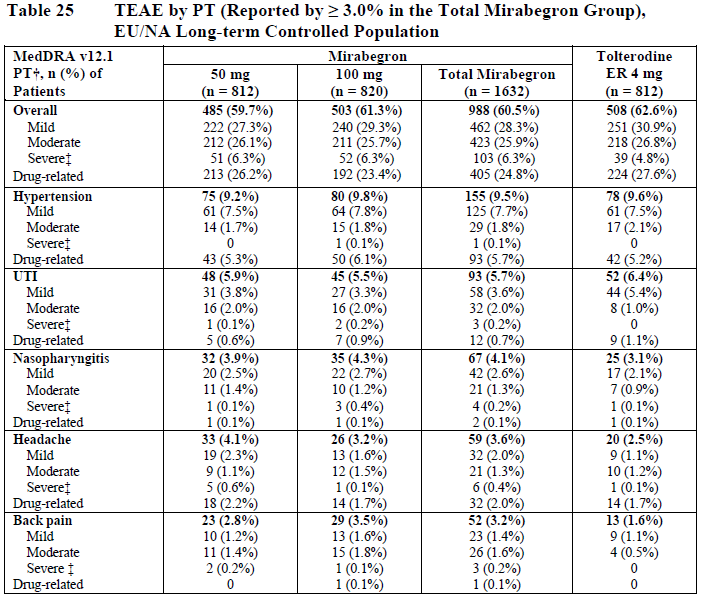 Table 25 TEAE by PT (Reported by ≥ 3.0% in the Total Mirabegron Group),
EU/NA Long-term Controlled Population
MedDRA v12.1 Mirabegron Tolterodine
PT†, n (%) of 50 mg 100 mg Total Mirabegron ER 4 mg
Patients (n = 812) (n = 820) (n = 1632) (n = 812)
Overall 485 (59.7%) 503 (61.3%) 988 (60.5%) 508 (62.6%)
Mild 222 (27.3%) 240 (29.3%) 462 (28.3%) 251 (30.9%)
Moderate 212 (26.1%) 211 (25.7%) 423 (25.9%) 218 (26.8%)
Severe‡ 51 (6.3%) 52 (6.3%) 103 (6.3%) 39 (4.8%)
Drug-related 213 (26.2%) 192 (23.4%) 405 (24.8%) 224 (27.6%)
Hypertension 75 (9.2%) 80 (9.8%) 155 (9.5%) 78 (9.6%)
Mild 61 (7.5%) 64 (7.8%) 125 (7.7%) 61 (7.5%)
Moderate 14 (1.7%) 15 (1.8%) 29 (1.8%) 17 (2.1%)
Severe‡ 0 1 (0.1%) 1 (0.1%) 0
Drug-related 43 (5.3%) 50 (6.1%) 93 (5.7%) 42 (5.2%)
UTI 48 (5.9%) 45 (5.5%) 93 (5.7%) 52 (6.4%)
Mild 31 (3.8%) 27 (3.3%) 58 (3.6%) 44 (5.4%)
Moderate 16 (2.0%) 16 (2.0%) 32 (2.0%) 8 (1.0%)
Severe‡ 1 (0.1%) 2 (0.2%) 3 (0.2%) 0
Drug-related 5 (0.6%) 7 (0.9%) 12 (0.7%) 9 (1.1%)
Nasopharyngitis 32 (3.9%) 35 (4.3%) 67 (4.1%) 25 (3.1%)
Mild 20 (2.5%) 22 (2.7%) 42 (2.6%) 17 (2.1%)
Moderate 11 (1.4%) 10 (1.2%) 21 (1.3%) 7 (0.9%)
Severe‡ 1 (0.1%) 3 (0.4%) 4 (0.2%) 1 (0.1%)
Drug-related 1 (0.1%) 1 (0.1%) 2 (0.1%) 1 (0.1%)
Headache 33 (4.1%) 26 (3.2%) 59 (3.6%) 20 (2.5%)
Mild 19 (2.3%) 13 (1.6%) 32 (2.0%) 9 (1.1%)
Moderate 9 (1.1%) 12 (1.5%) 21 (1.3%) 10 (1.2%)
Severe‡ 5 (0.6%) 1 (0.1%) 6 (0.4%) 1 (0.1%)
Drug-related 18 (2.2%) 14 (1.7%) 32 (2.0%) 14 (1.7%)
Back pain 23 (2.8%) 29 (3.5%) 52 (3.2%) 13 (1.6%)
Mild 10 (1.2%) 13 (1.6%) 23 (1.4%) 9 (1.1%)
Moderate 11 (1.4%) 15 (1.8%) 26 (1.6%) 4 (0.5%)
Severe ‡ 2 (0.2%) 1 (0.1%) 3 (0.2%) 0
Drug-related 0 1 (0.1%) 1 (0.1%) 0